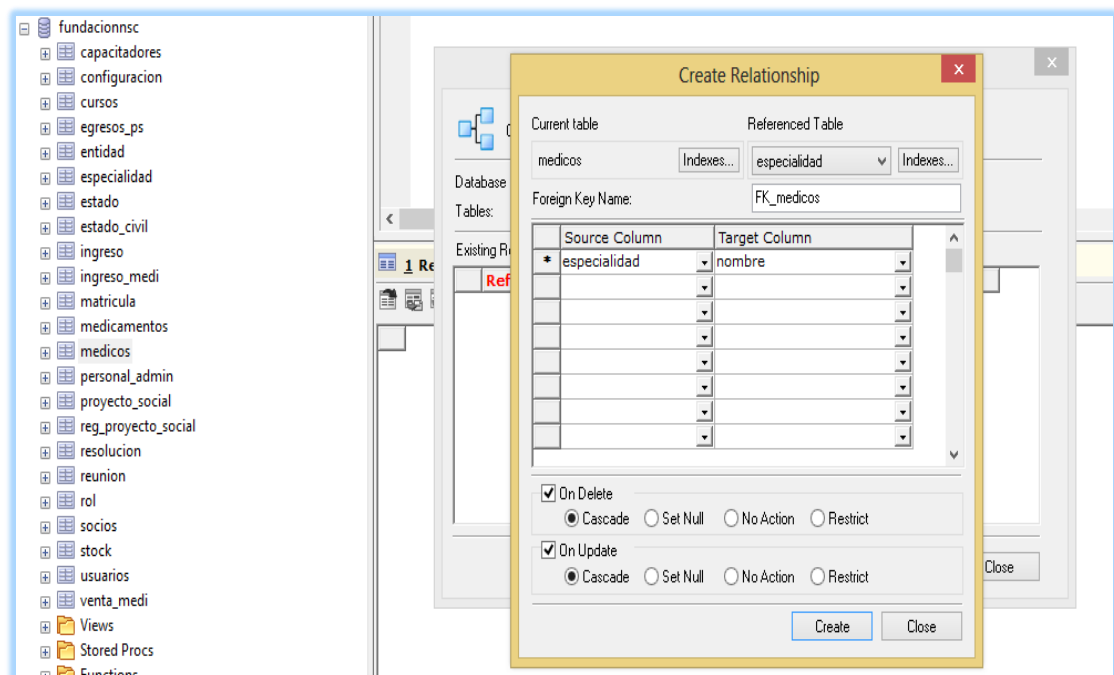 fundacionnsc
capacitadores
configuracion
cursos
egresos_ps
entidad
especialidad
estado
estado_civil
ingreso
ingreso_medi
matricula
medicamentos
medicos
personal_admin
proyecto_social
reg_proyecto_social
resolucion
reunion
rol
socios
stock
usuarios
venta_medi
Views
Stored Procs
Functions
Database
Tables:
Existing Re
Ref
1 Re
Close
x
Create Relationship
x
Current table Referenced Table
medicos Indexes... especialidad Indexes...
Foreign Key Name: FK_medicos
Source Column Target Column
* especialidad nombre
On Delete
Cascade Set Null No Action Restrict
On Update
Cascade Set Null No Action Restrict
Create Close